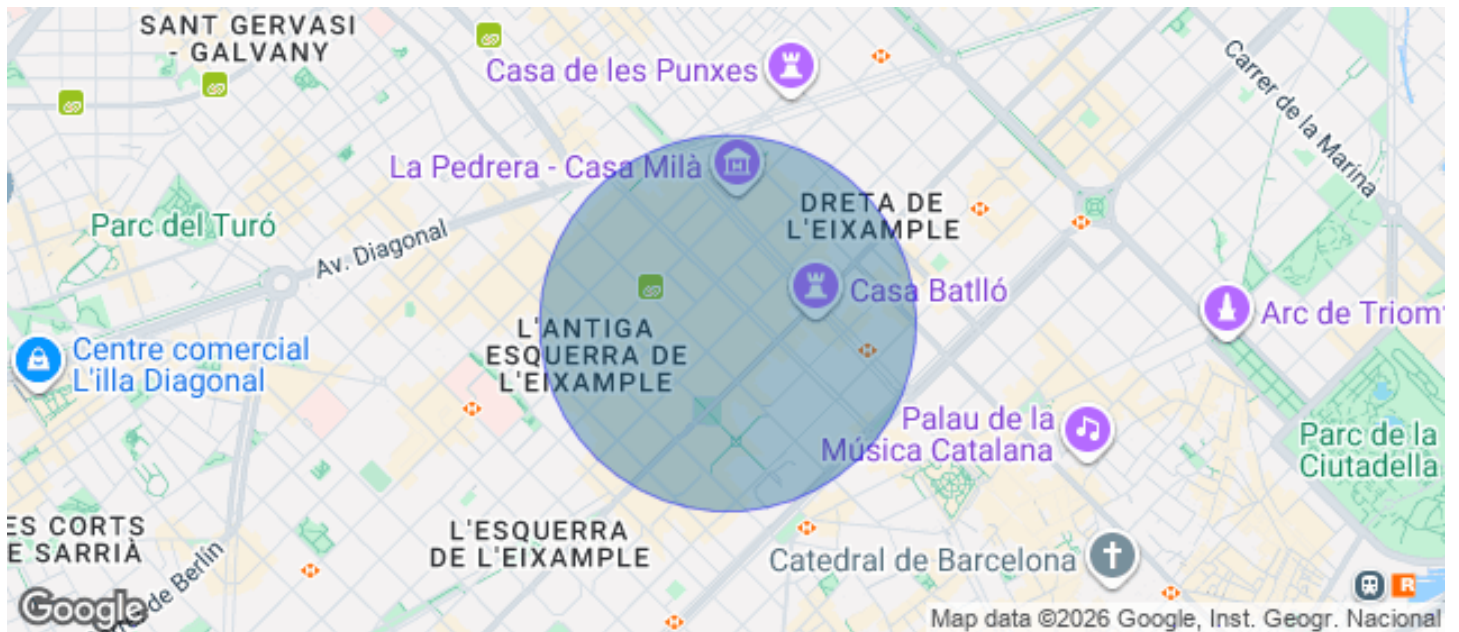 SANT GERVASI
- GALVANY
Casa de les Punxes
Carrer de la Marina
La Pedrera - Casa Milà
DRETA DE
L'EIXAMPLE
Parc del Turó
Av. Diagonal
Casa Batlló
Arc de Triom
L'ANTIGA
ESQUERRA DE
L'EIXAMPLE
Centre comercial
L'illa Diagonal
Palau de la
Música Catalana
Parc de la
Ciutadella
ES CORTS
E SARRIÀ
L'ESQUERRA
DE L'EIXAMPLE
Catedral de Barcelona
de Berlín
R
Google
Map data ©2026 Google, Inst. Geogr. Nacional